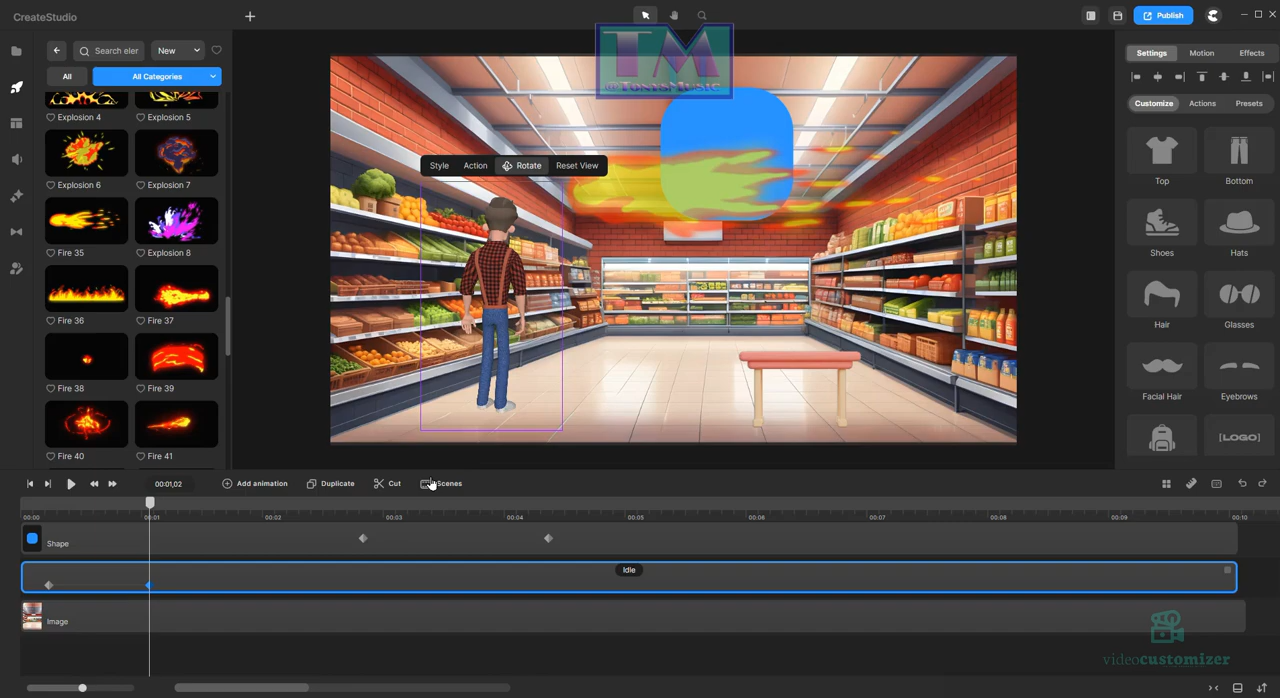 CreateStudio
Publish
Search eler
New
All
All Categories
Explosion 4
Explosion 5
Explosion 6
Explosion 7
Fire 35
Explosion 8
Fire 36
Fire 37
Fire 38
Fire 39
Fire 40
Fire 41
TM
@TonysMusic
Style
Action
Rotate
Reset View
Settings
Motion
Effects
Customize
Actions
Presets
Top
Bottom
Shoes
Hats
Hair
Glasses
Facial Hair
Eyebrows
[LOGO]
00:01,02
Add animation
Duplicate
Cut
Scenes
00:00
00:01
00:02
00:03
00:04
00:05
00:06
00:07
00:08
00:09
00:10
Shape
Idle
Image
videocustomizer